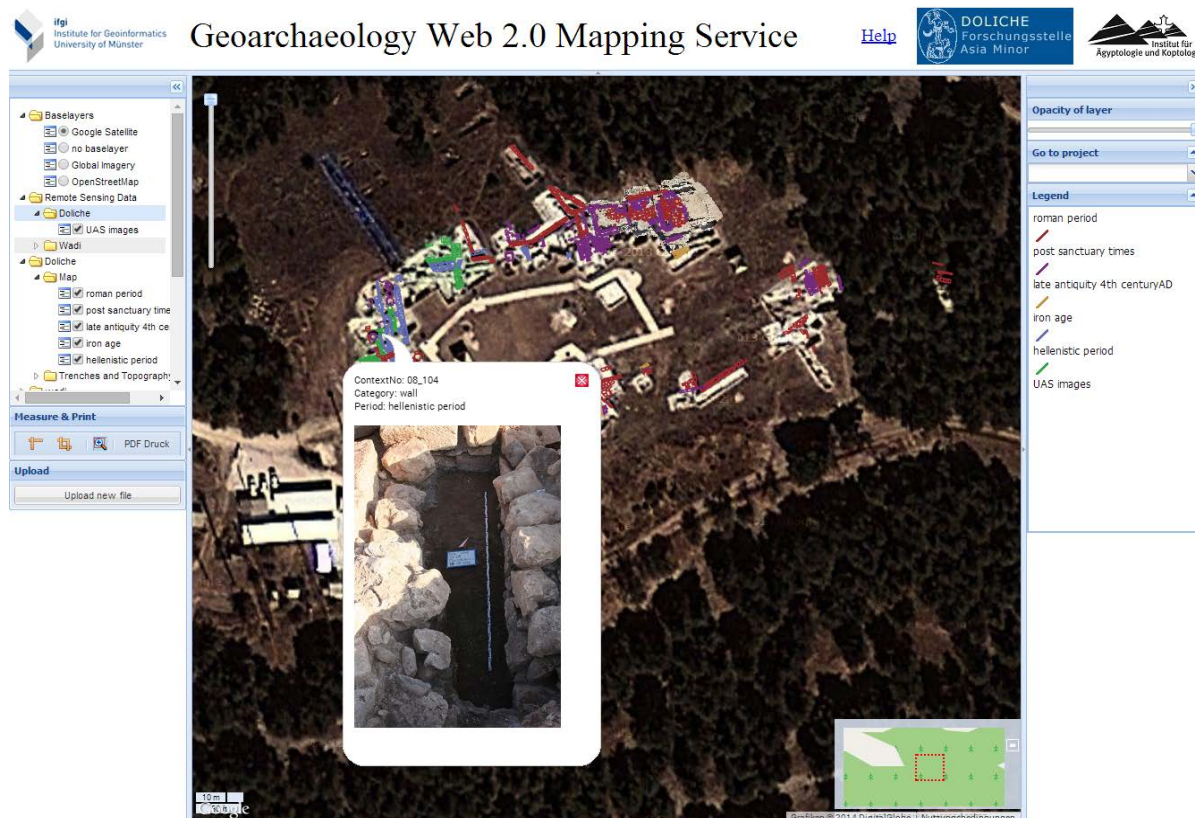 ifgi
Institute for Geoinformatics
University of Münster
Geoarchaeology Web 2.0 Mapping Service
Help
DOLICHE
Forschungsstelle
Asia Minor
Institut für
Ägyptologie und Koptolog
Baselayers
Google Satellite
no baselayer
Global Imagery
OpenStreetMap
Remote Sensing Data
Doliche
UAS images
Wadi
Doliche
Map
roman period
post sanctuary time
late antiquity 4th ce
iron age
hellenistic period
Trenches and Topography
Measure & Print
PDF Druck
Upload
Upload new file
ContextNo: 08_104
Category: wall
Period: hellenistic period
10 m
Google
Grafiken © 2014 DigitalGlobe | Nutzungsbedingungen
Opacity of layer
Go to project
Legend
roman period
post sanctuary times
late antiquity 4th centuryAD
iron age
hellenistic period
UAS images